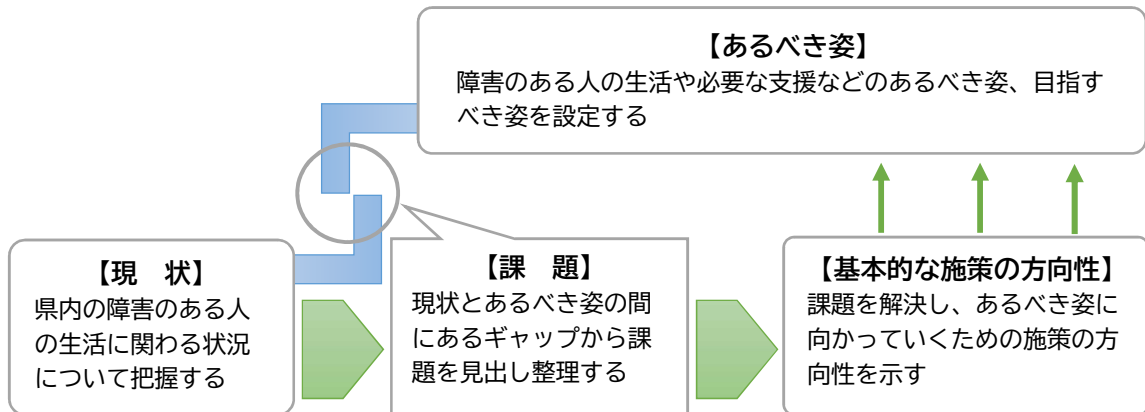 【あるべき姿】
障害のある人の生活や必要な支援などのあるべき姿、目指す
べき姿を設定する
【現　状】
県内の障害のある人
の生活に関わる状況
について把握する
【課　題】
現状とあるべき姿の間
にあるギャップから課
題を見出し整理する
【基本的な施策の方向性】
課題を解決し、あるべき姿に
向かっていくための施策の方
向性を示す